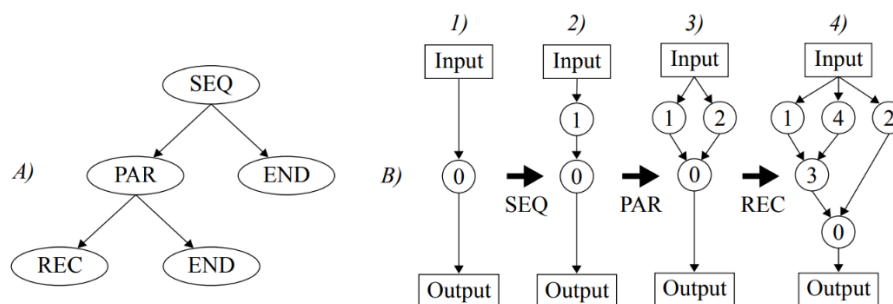 A)
SEQ
PAR
END
REC
END
B)
1)
Input
0
Output
SEQ
2)
Input
1
0
Output
PAR
3)
Input
1
2
0
Output
REC
4)
Input
1
4
2
3
0
Output